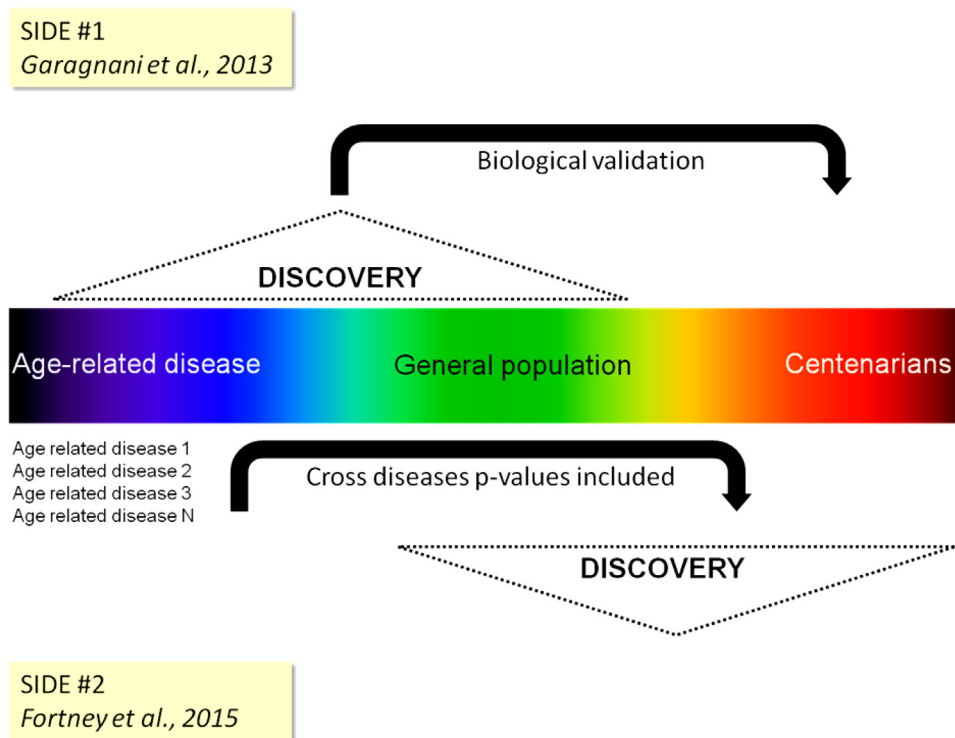 SIDE #1
Garagnani et al., 2013
Biological validation
DISCOVERY
Age-related disease
General population
Centenarians
Age related disease 1
Age related disease 2
Age related disease 3
Age related disease N
Cross diseases p-values included
DISCOVERY
SIDE #2
Fortney et al., 2015